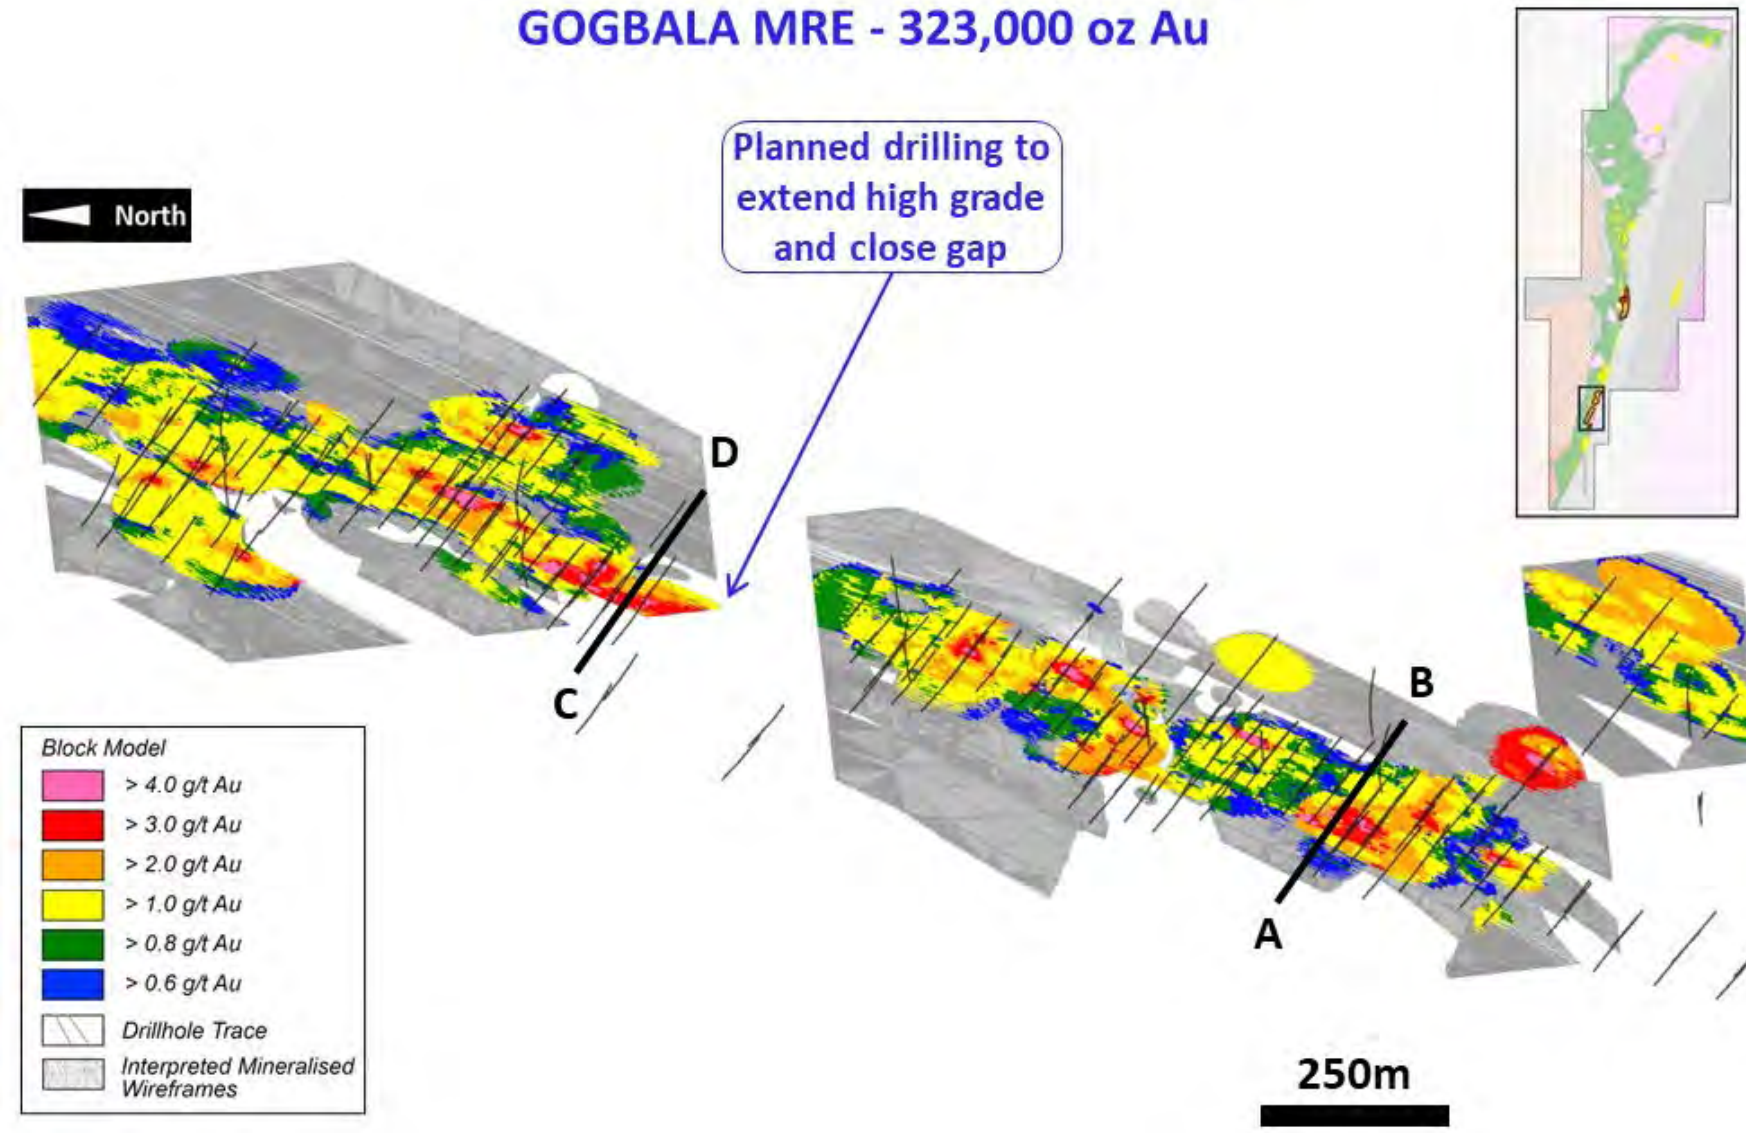 GOGBALA MRE - 323,000 oz Au
Planned drilling to
extend high grade
and close gap
North
D
C
B
A
Block Model
> 4.0 g/t Au
> 3.0 g/t Au
> 2.0 g/t Au
> 1.0 g/t Au
> 0.8 g/t Au
> 0.6 g/t Au
Drillhole Trace
Interpreted Mineralised
Wireframes
250m